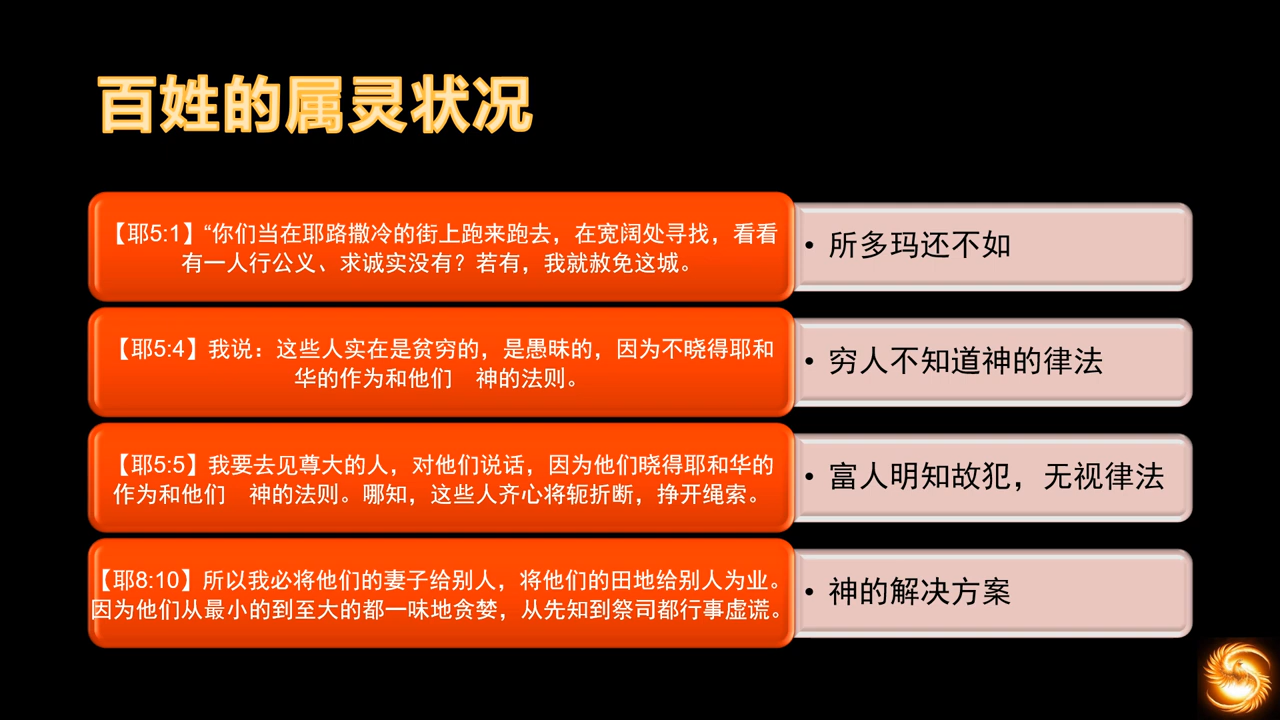 百姓的属灵状况
【耶5:1】“你们当在耶路撒冷的街上跑来跑去，在宽阔处寻找，看看
有一人行公义、求诚实没有？若有，我就赦免这城。
• 所多玛还不如
【耶5:4】我说：这些人实在是贫穷的，是愚昧的，因为不晓得耶和
华的作为和他们　神的法则。
• 穷人不知道神的律法
【耶5:5】我要去见尊大的人，对他们说话，因为他们晓得耶和华的
作为和他们　神的法则。哪知，这些人齐心将轭折断，挣开绳索。
• 富人明知故犯，无视律法
【耶8:10】所以我必将他们的妻子给别人，将他们的田地给别人为业。
因为他们从最小的到至大的都一味地贪婪，从先知到祭司都行事虚谎。
• 神的解决方案